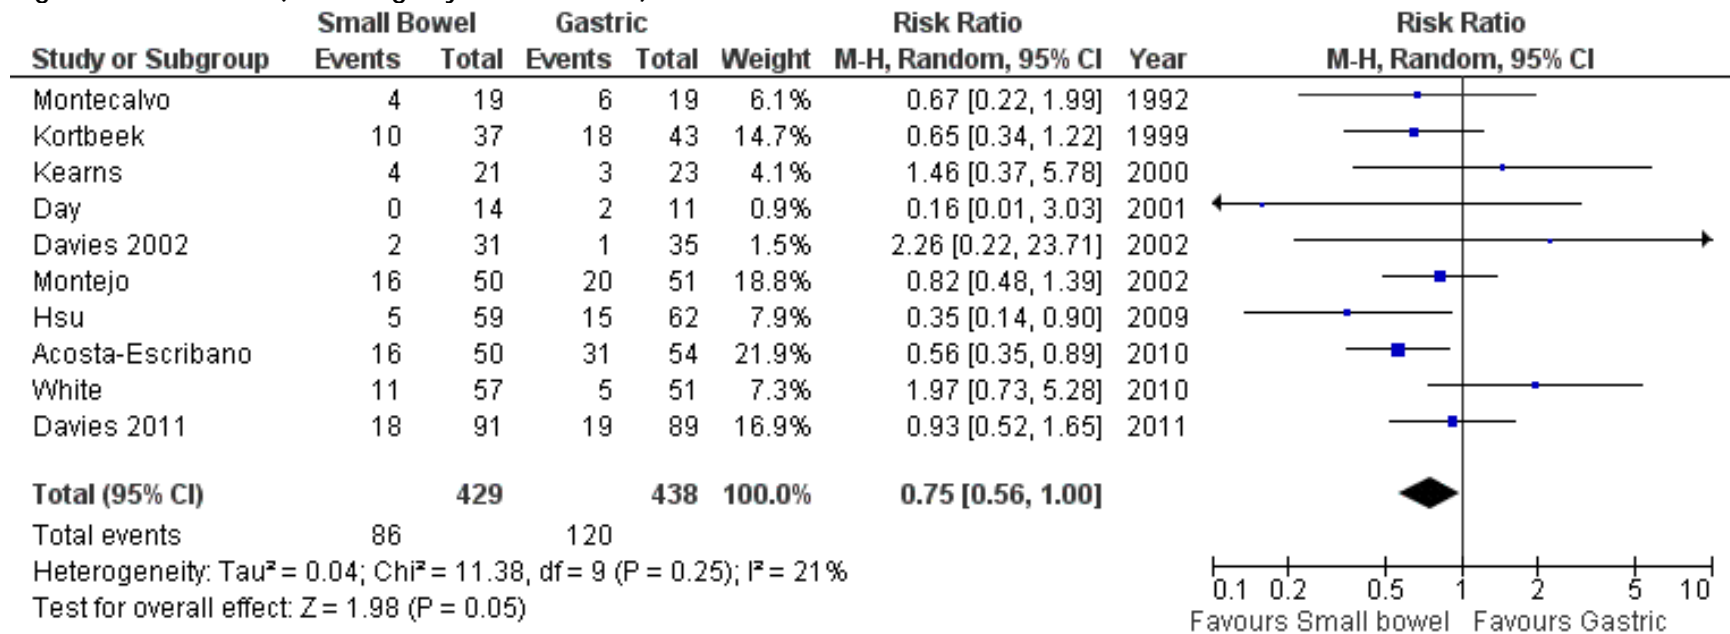 Small Bowel Gastric Risk Ratio Risk Ratio
Study or Subgroup Events Total Events Total Weight M-H, Random, 95% CI Year M-H, Random, 95% CI
Montecalvo 4 19 6 19 6.1% 0.67 [0.22, 1.99] 1992
Kortbeek 10 37 18 43 14.7% 0.65 [0.34, 1.22] 1999
Kearns 4 21 3 23 4.1% 1.46 [0.37, 5.78] 2000
Day 0 14 2 11 0.9% 0.16 [0.01, 3.03] 2001
Davies 2002 2 31 1 35 1.5% 2.26 [0.22, 23.71] 2002
Montejo 16 50 20 51 18.8% 0.82 [0.48, 1.39] 2002
Hsu 5 59 15 62 7.9% 0.35 [0.14, 0.90] 2009
Acosta-Escribano 16 50 31 54 21.9% 0.56 [0.35, 0.89] 2010
White 11 57 5 51 7.3% 1.97 [0.73, 5.28] 2010
Davies 2011 18 91 19 89 16.9% 0.93 [0.52, 1.65] 2011
Total (95% CI) 429 438 100.0% 0.75 [0.56, 1.00]
Total events 86 120
Heterogeneity: Tau² = 0.04; Chi² = 11.38, df = 9 (P = 0.25); I² = 21%
Test for overall effect: Z = 1.98 (P = 0.05)
0.1 0.2 0.5 1 2 5 10
Favours Small bowel Favours Gastric